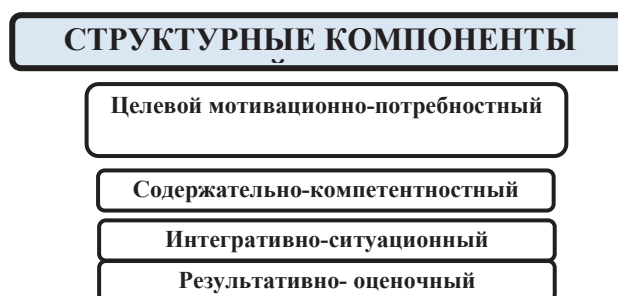 СТРУКТУРНЫЕ КОМПОНЕНТЫ
Целевой мотивационно-потребностный
Содержательно-компетентностный
Интегративно-ситуационный
Результативно- оценочный